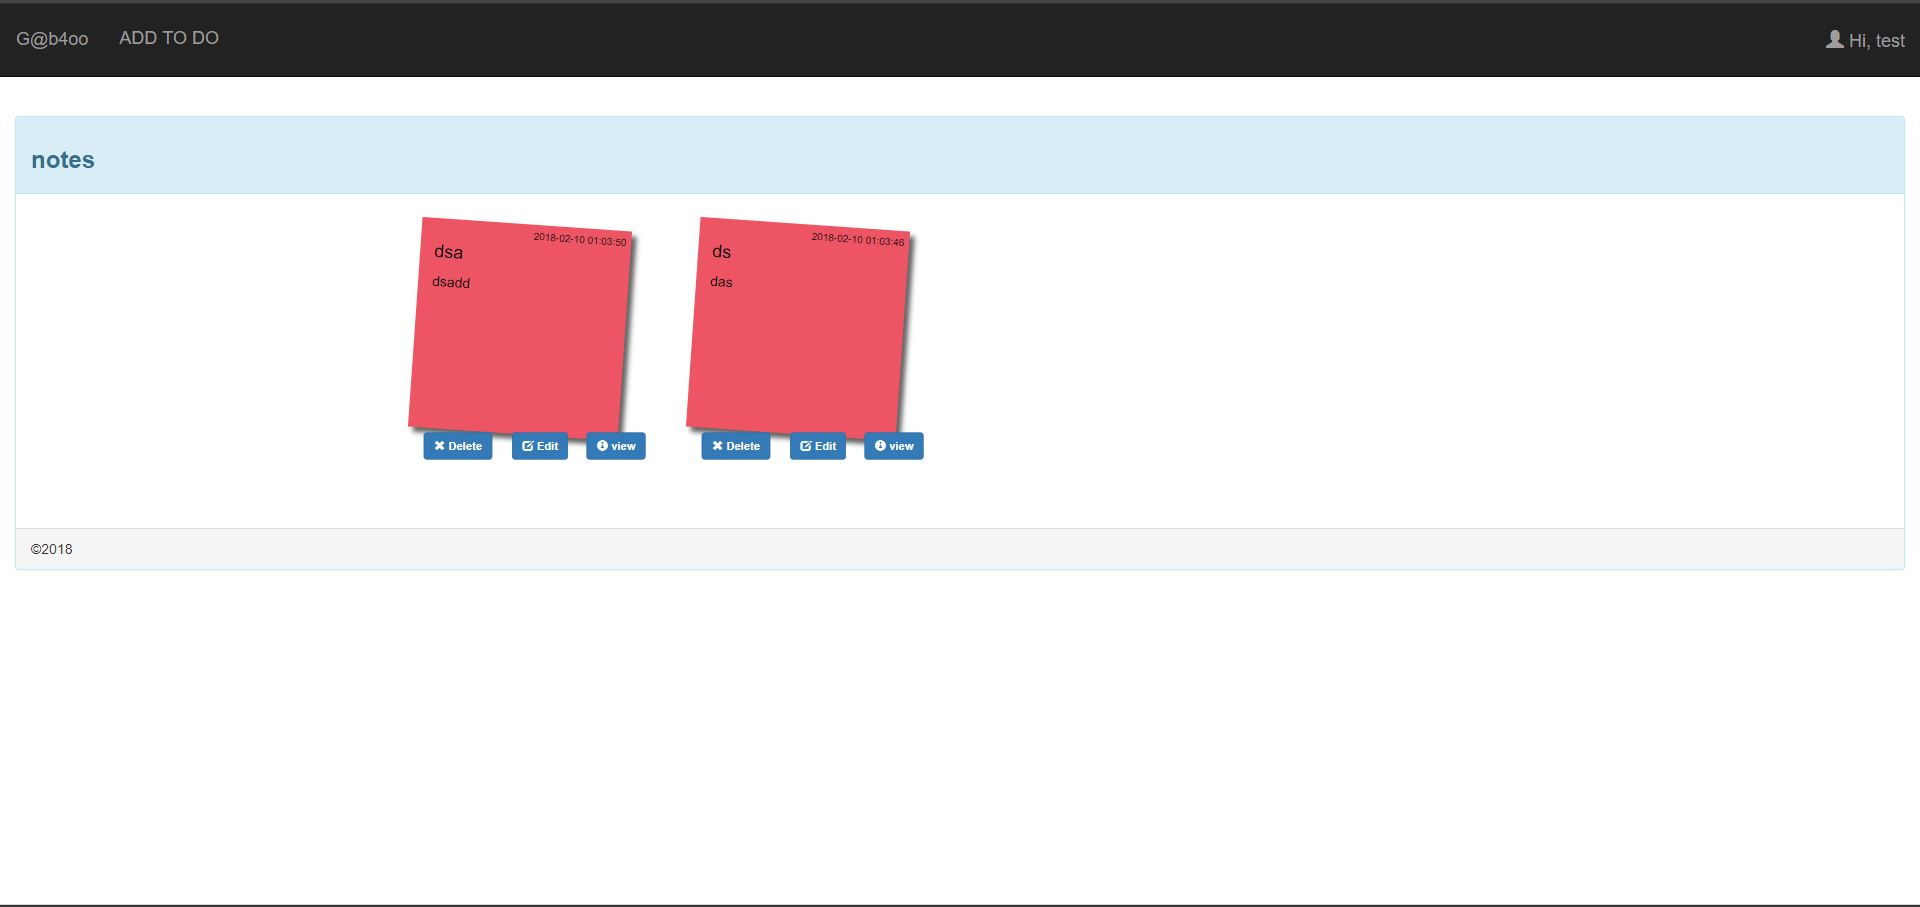 G@b4oo ADD TO DO Hi, test
notes
2018-02-10 01:03:50
dsa
dsadd
Delete Edit view
2018-02-10 01:03:46
ds
das
Delete Edit view
©2018